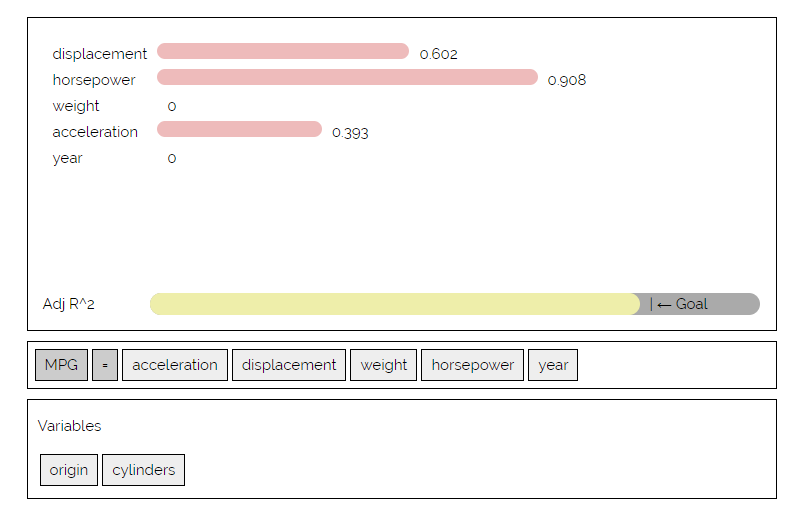 displacement 0.602
horsepower 0.908
weight 0
acceleration 0.393
year 0
Adj R^2 | ← Goal
MPG = acceleration displacement weight horsepower year
Variables
origin cylinders